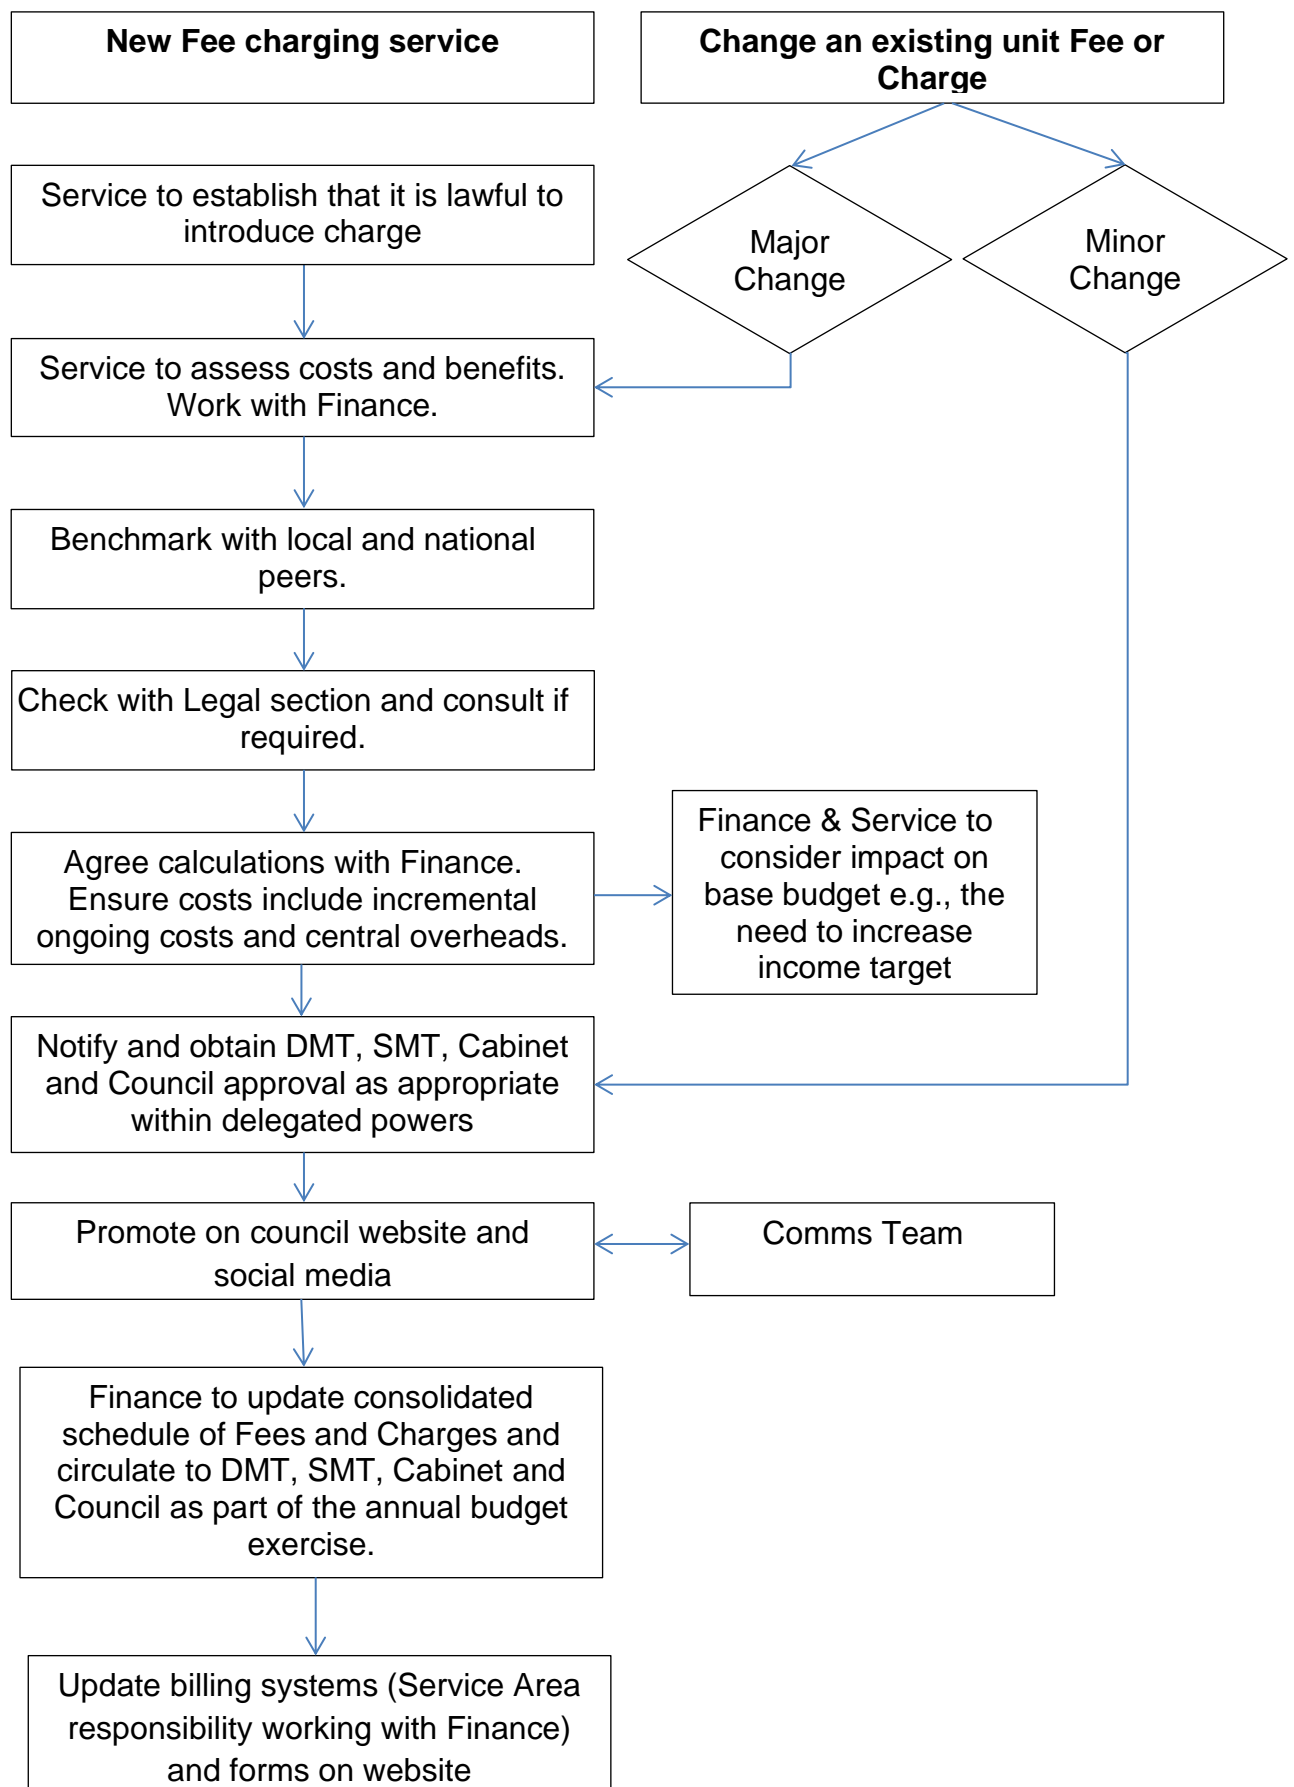 New Fee charging service
Change an existing unit Fee or
Charge
Service to establish that it is lawful to
introduce charge
Major
Change
Minor
Change
Service to assess costs and benefits.
Work with Finance.
Benchmark with local and national
peers.
Check with Legal section and consult if
required.
Agree calculations with Finance.
Ensure costs include incremental
ongoing costs and central overheads.
Finance & Service to
consider impact on
base budget e.g., the
need to increase
income target
Notify and obtain DMT, SMT, Cabinet
and Council approval as appropriate
within delegated powers
Promote on council website and
social media
Comms Team
Finance to update consolidated
schedule of Fees and Charges and
circulate to DMT, SMT, Cabinet and
Council as part of the annual budget
exercise.
Update billing systems (Service Area
responsibility working with Finance)
and forms on website